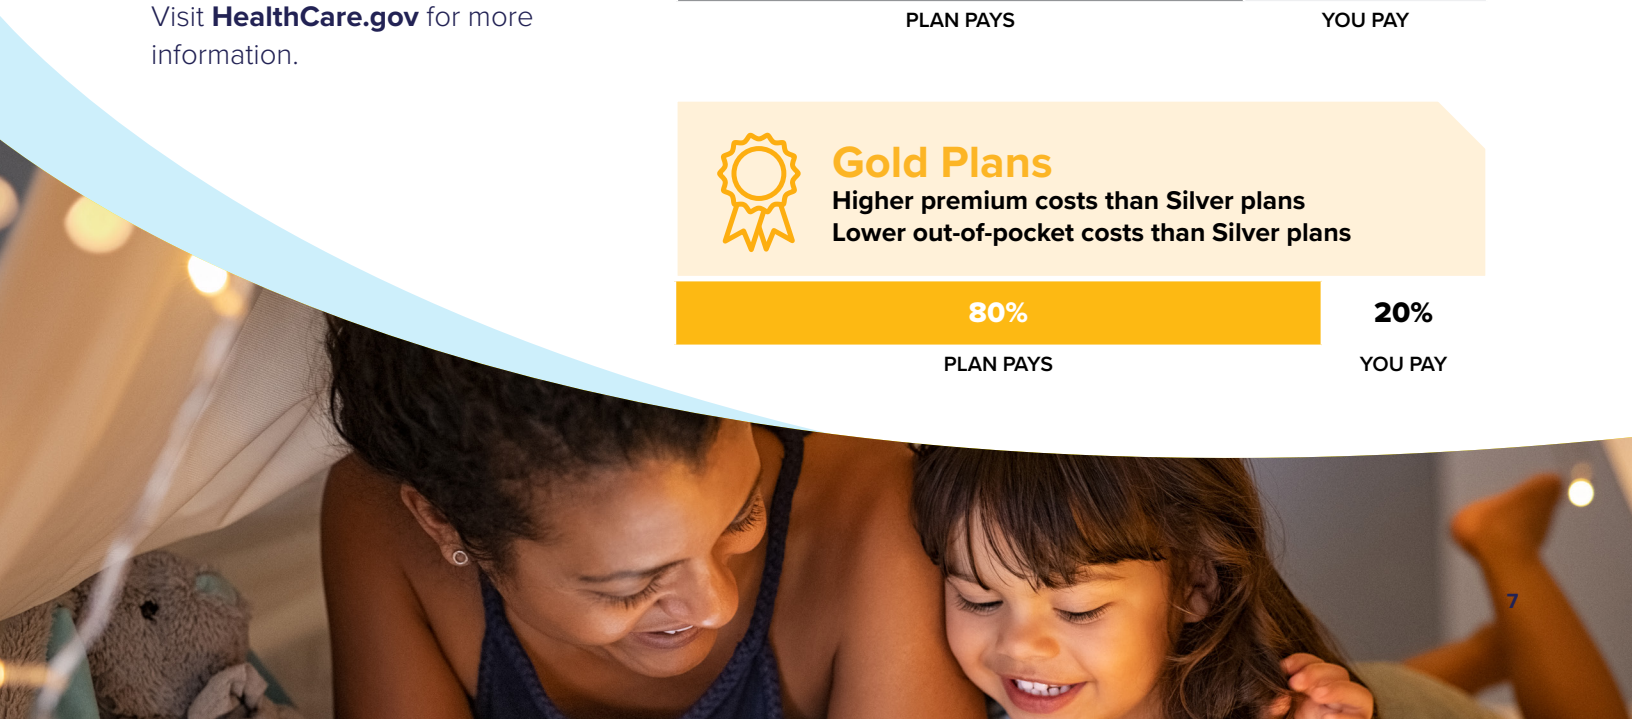 Visit HealthCare.gov for more
information.
PLAN PAYS
YOU PAY
Gold Plans
Higher premium costs than Silver plans
Lower out-of-pocket costs than Silver plans
80%
20%
PLAN PAYS
YOU PAY
7